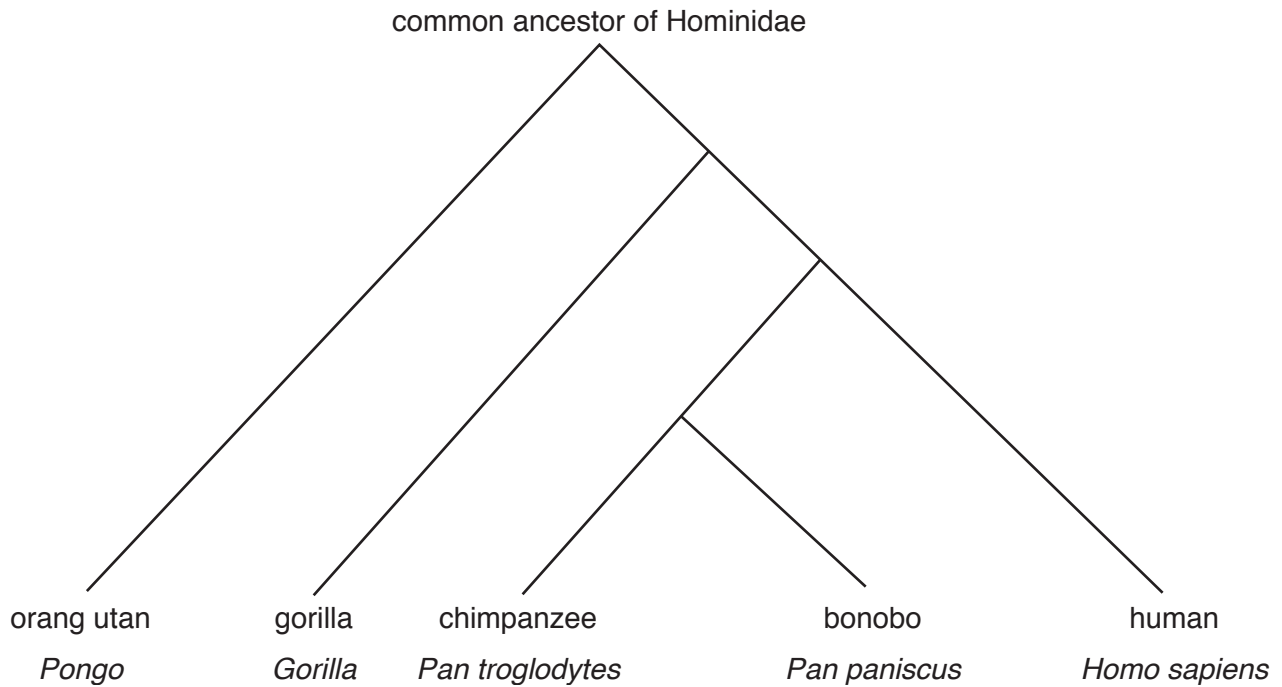 common ancestor of Hominidae
orang utan gorilla chimpanzee bonobo human
Pongo Gorilla Pan troglodytes Pan paniscus Homo sapiens